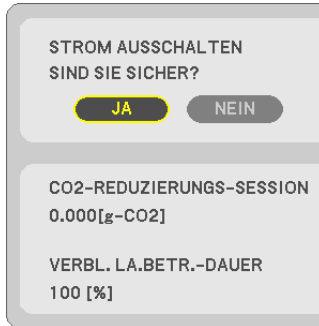 STROM AUSSCHALTEN
SIND SIE SICHER?
JA NEIN
CO2-REDUZIERUNGS-SESSION
0.000[g-CO2]
VERBL. LA.BETR.-DAUER
100 [%]